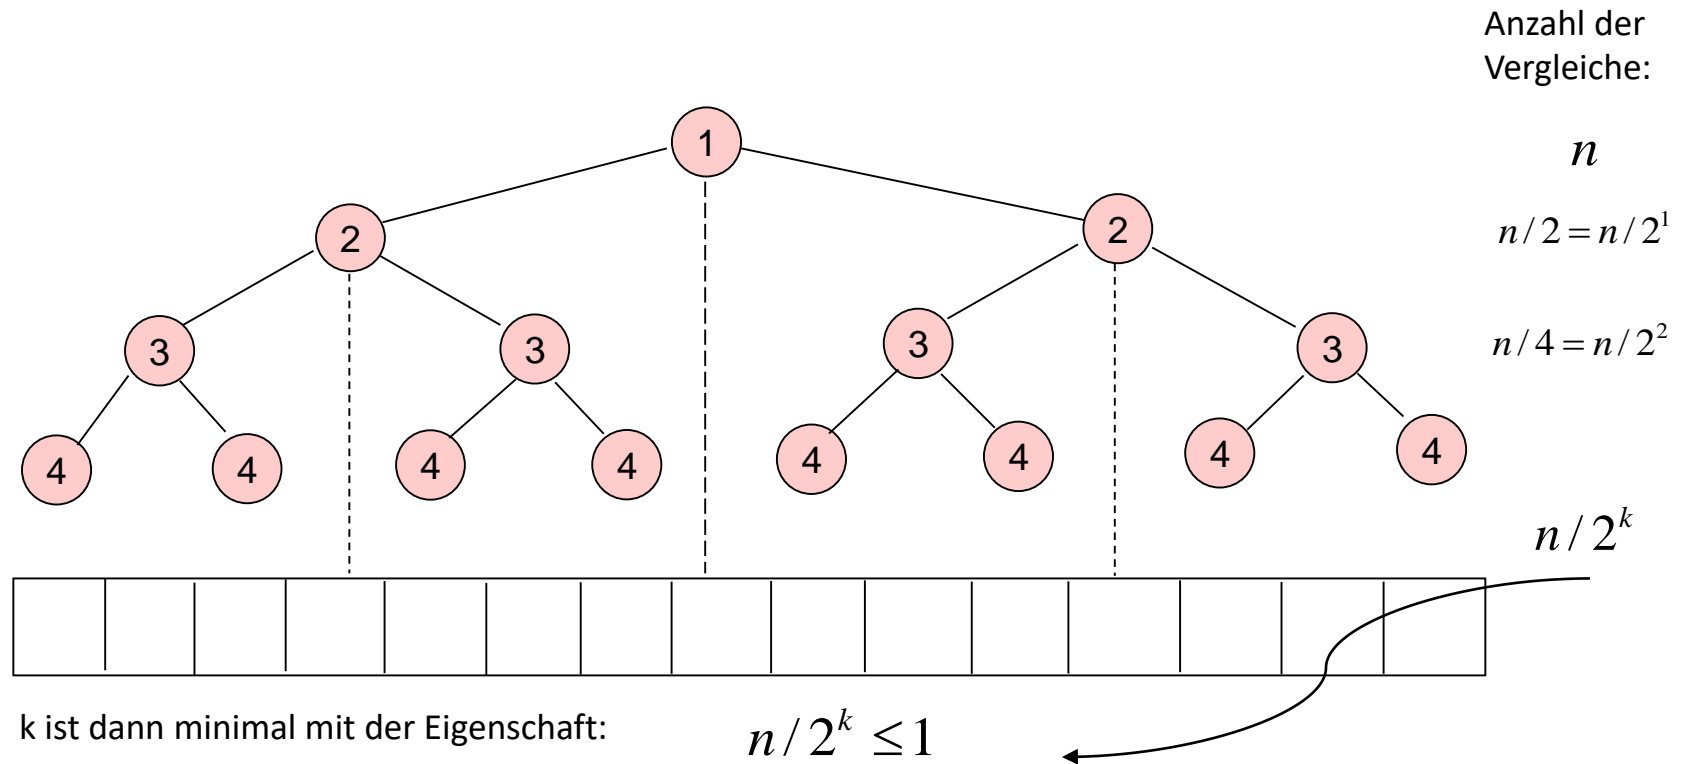 Anzahl der
Vergleiche:
1
n
2
2
n / 2 = n / 2¹
3
3
3
3
n / 4 = n / 2²
4
4
4
4
4
4
4
4
n / 2ᵏ
k ist dann minimal mit der Eigenschaft: n / 2ᵏ ≤ 1